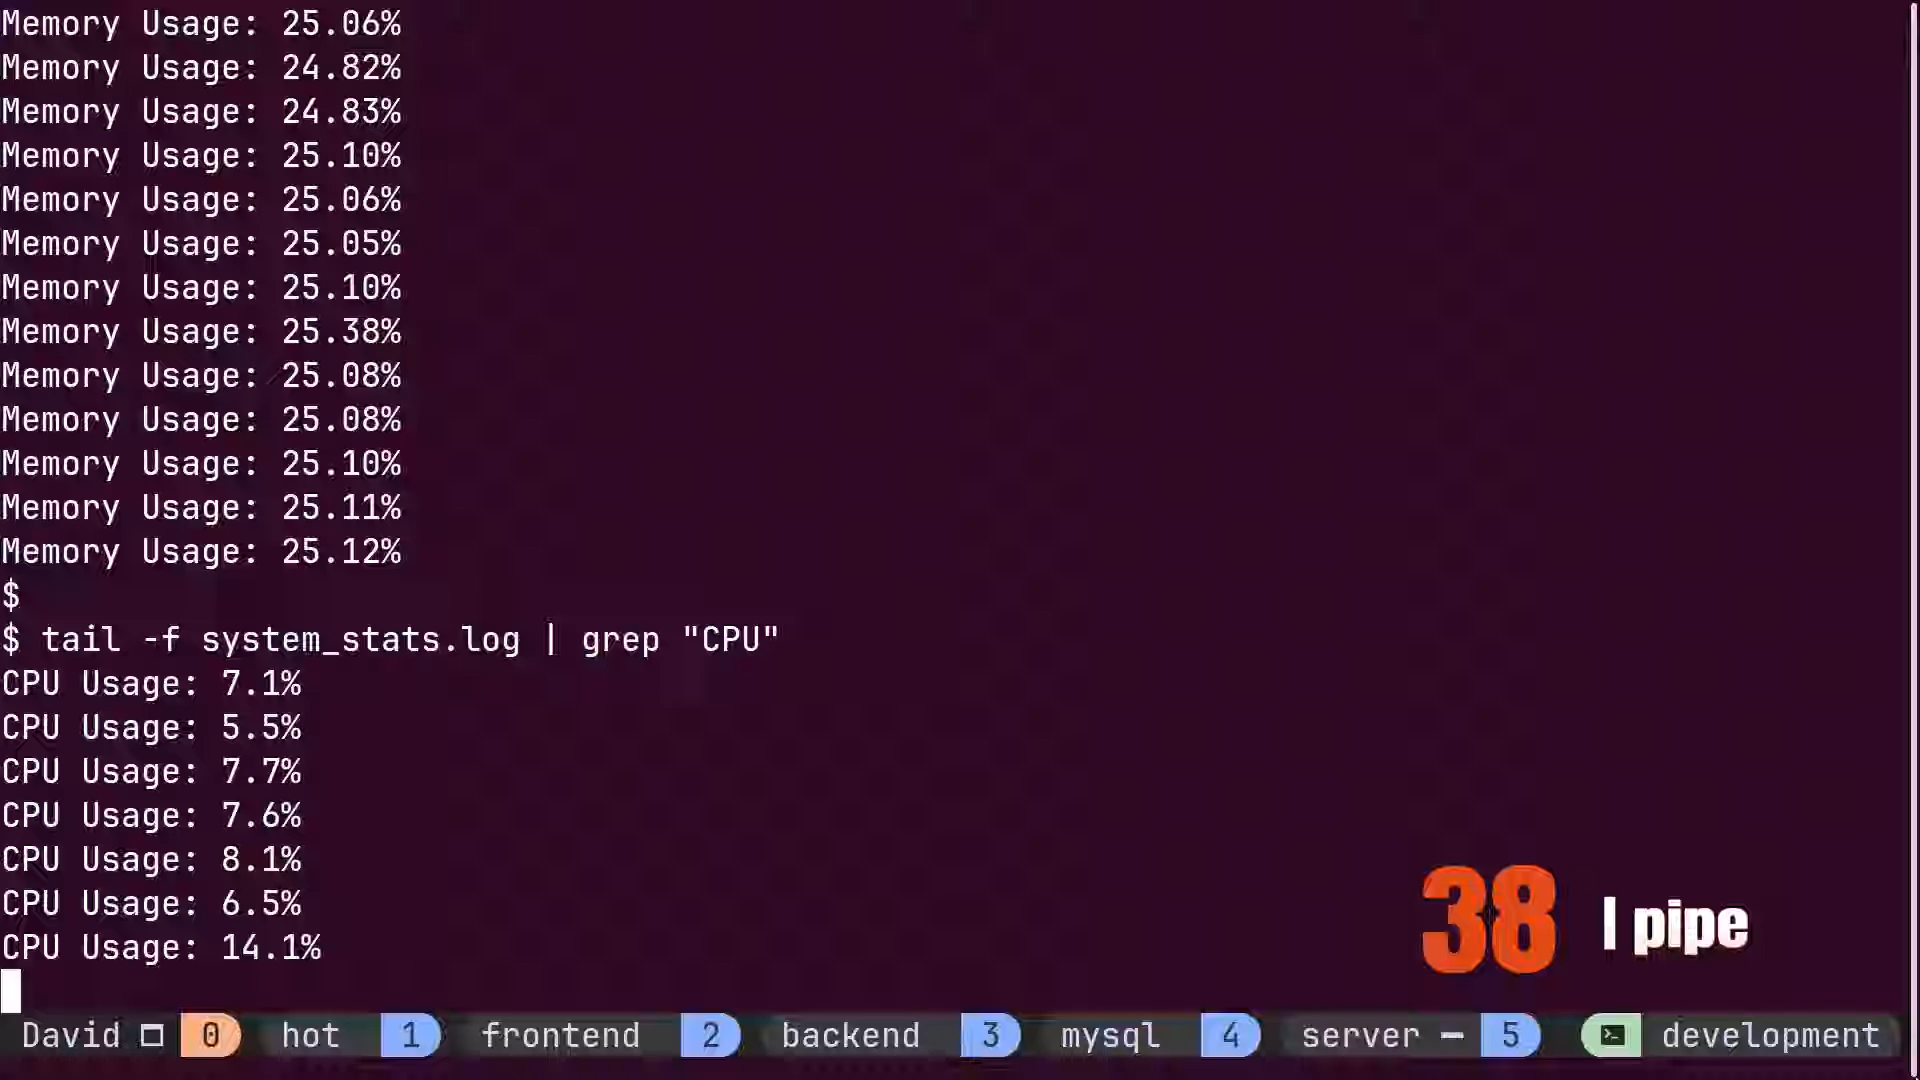 Memory Usage: 25.06%
Memory Usage: 24.82%
Memory Usage: 24.83%
Memory Usage: 25.10%
Memory Usage: 25.06%
Memory Usage: 25.05%
Memory Usage: 25.10%
Memory Usage: 25.38%
Memory Usage: 25.08%
Memory Usage: 25.08%
Memory Usage: 25.10%
Memory Usage: 25.11%
Memory Usage: 25.12%
$
$ tail -f system_stats.log | grep "CPU"
CPU Usage: 7.1%
CPU Usage: 5.5%
CPU Usage: 7.7%
CPU Usage: 7.6%
CPU Usage: 8.1%
CPU Usage: 6.5%
CPU Usage: 14.1%
38 | pipe
David 0 hot 1 frontend 2 backend 3 mysql 4 server - 5 development